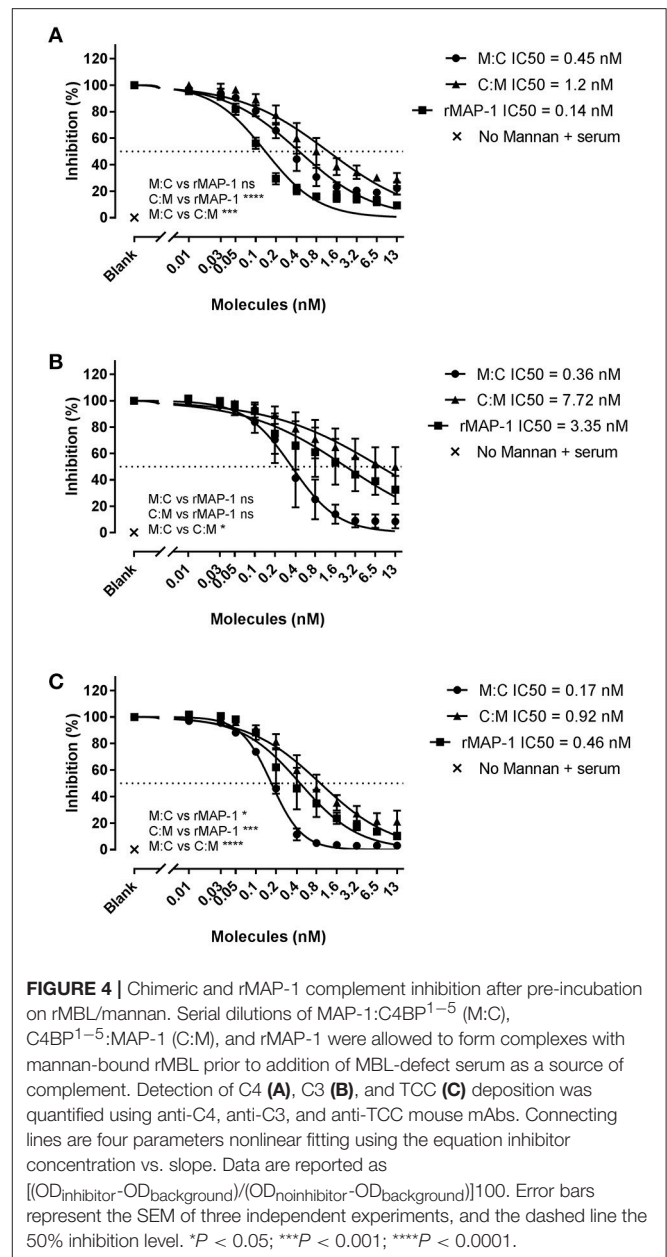 A
120
100
80
60
40
20
0
Inhibition (%)
M:C vs rMAP-1 ns
C:M vs rMAP-1 ****
M:C vs C:M ***
Blank 0.01 0.03 0.05 0.1 0.2 0.4 0.8 1.6 3.2 6.5 13
Molecules (nM)
M:C IC50 = 0.45 nM
C:M IC50 = 1.2 nM
rMAP-1 IC50 = 0.14 nM
No Mannan + serum
B
120
100
80
60
40
20
0
Inhibition (%)
M:C vs rMAP-1 ns
C:M vs rMAP-1 ns
M:C vs C:M *
Blank 0.01 0.03 0.05 0.1 0.2 0.4 0.8 1.6 3.2 6.5 13
Molecules (nM)
M:C IC50 = 0.36 nM
C:M IC50 = 7.72 nM
rMAP-1 IC50 = 3.35 nM
No Mannan + serum
C
120
100
80
60
40
20
0
Inhibition (%)
M:C vs rMAP-1 *
C:M vs rMAP-1 ***
M:C vs C:M ****
Blank 0.01 0.03 0.05 0.1 0.2 0.4 0.8 1.6 3.2 6.5 13
Molecules (nM)
M:C IC50 = 0.17 nM
C:M IC50 = 0.92 nM
rMAP-1 IC50 = 0.46 nM
No Mannan + serum
FIGURE 4 | Chimeric and rMAP-1 complement inhibition after pre-incubation
on rMBL/mannan. Serial dilutions of MAP-1:C4BP¹⁻⁵ (M:C),
C4BP¹⁻⁵:MAP-1 (C:M), and rMAP-1 were allowed to form complexes with
mannan-bound rMBL prior to addition of MBL-defect serum as a source of
complement. Detection of C4 (A), C3 (B), and TCC (C) deposition was
quantified using anti-C4, anti-C3, and anti-TCC mouse mAbs. Connecting
lines are four parameters nonlinear fitting using the equation inhibitor
concentration vs. slope. Data are reported as
[(ODinhibitor-ODbackground)/(ODnoinhibitor-ODbackground)]100. Error bars
represent the SEM of three independent experiments, and the dashed line the
50% inhibition level. *P < 0.05; ***P < 0.001; ****P < 0.0001.